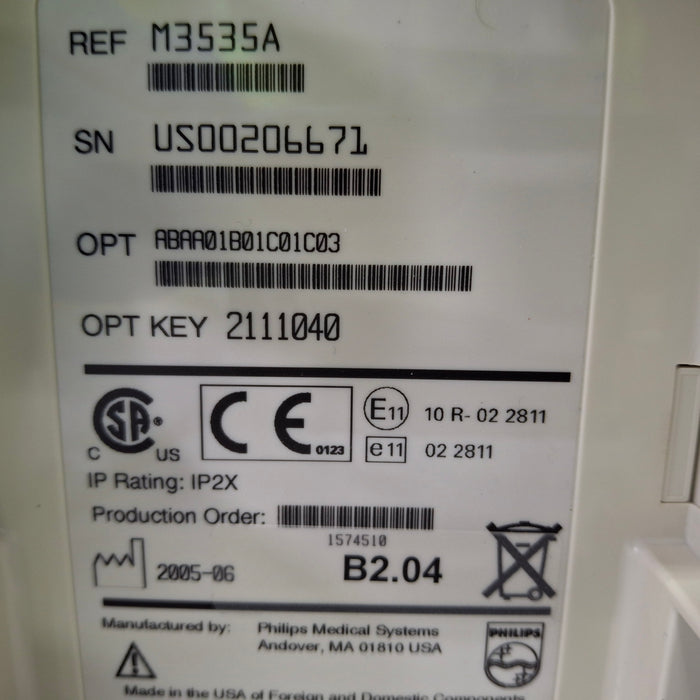 REF M3535A
SN US00206671
OPT ABAA01B01C01C03
OPT KEY 2111040
CSA® C US CE 0123 E11 10 R- 02 2811
e11 02 2811
IP Rating: IP2X
Production Order:
1574510
2005-06 B2.04
Manufactured by: Philips Medical Systems PHILIPS
Andover, MA 01810 USA
Made in the USA of Foreign and Domestic Components